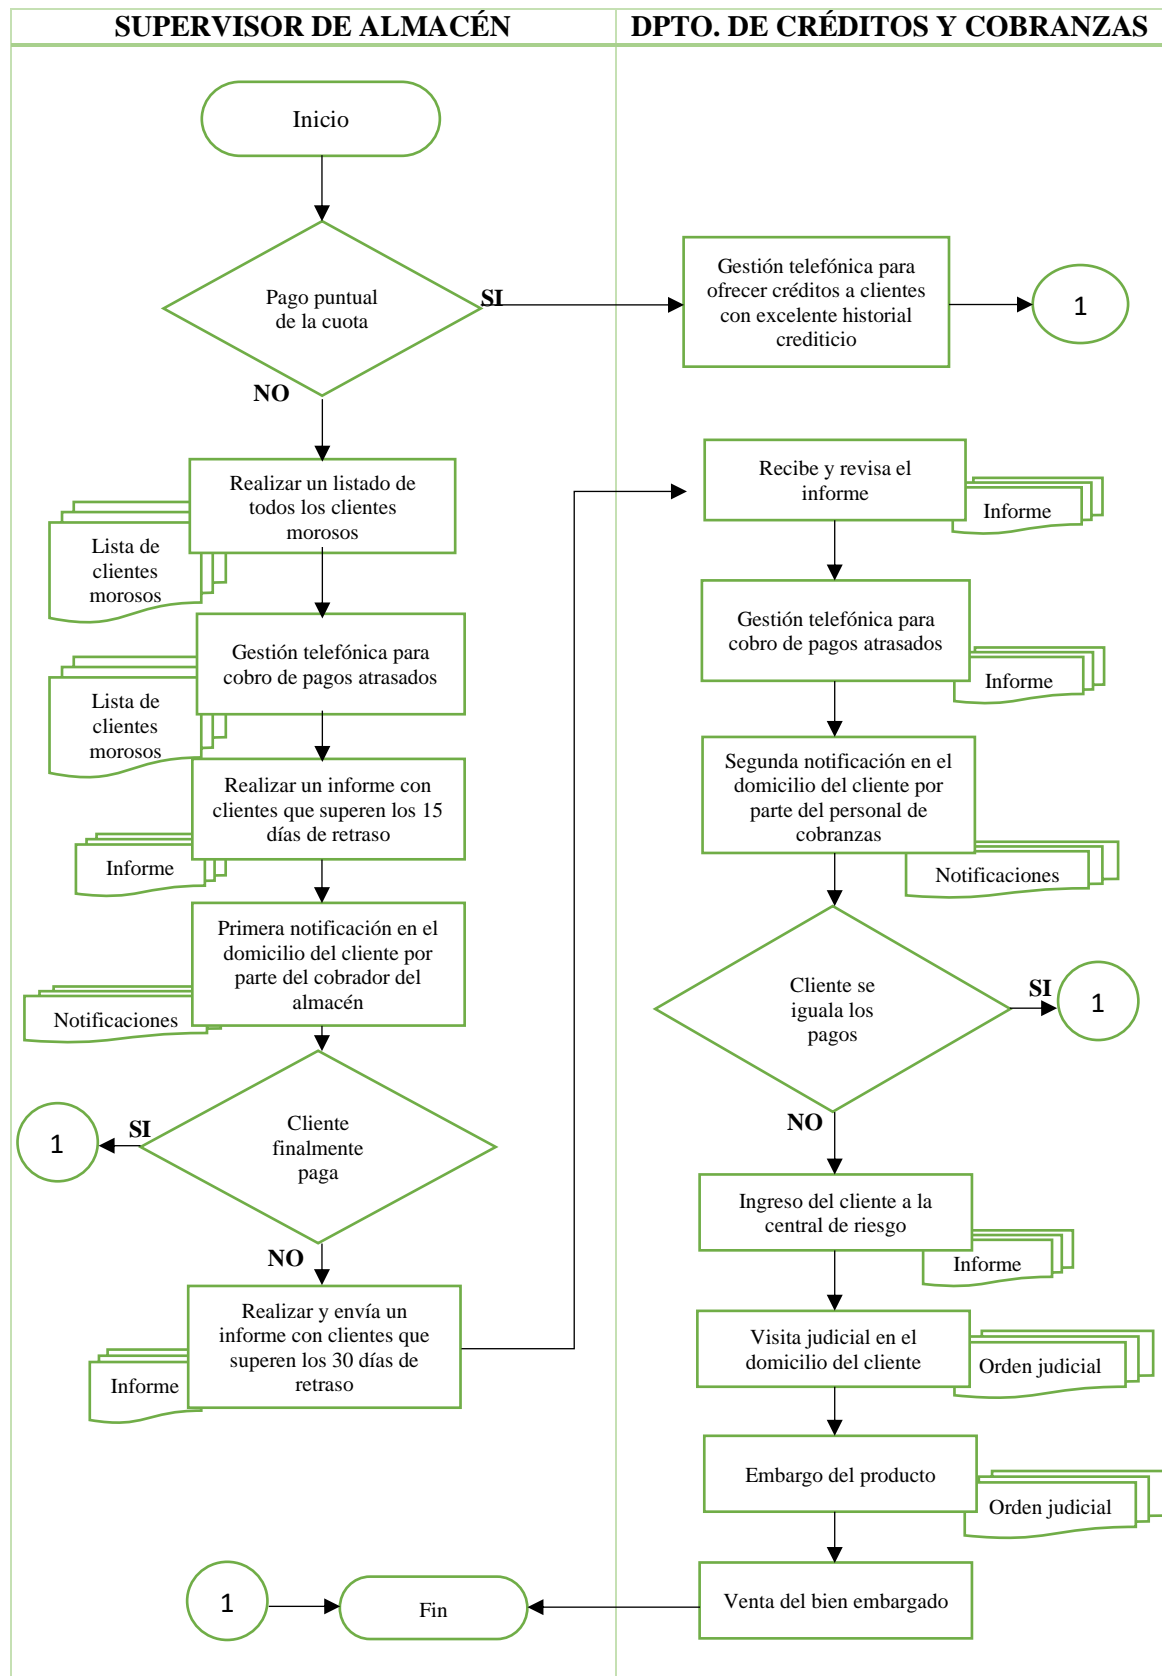 SUPERVISOR DE ALMACÉN
DPTO. DE CRÉDITOS Y COBRANZAS
Inicio
Pago puntual
de la cuota
SI
NO
Gestión telefónica para
ofrecer créditos a clientes
con excelente historial
crediticio
1
Realizar un listado de
todos los clientes
morosos
Lista de
clientes
morosos
Gestión telefónica para
cobro de pagos atrasados
Lista de
clientes
morosos
Realizar un informe con
clientes que superen los 15
días de retraso
Informe
Primera notificación en el
domicilio del cliente por
parte del cobrador del
almacén
Notificaciones
Cliente
finalmente
paga
SI
1
NO
Realizar y envía un
informe con clientes que
superen los 30 días de
retraso
Informe
Recibe y revisa el
informe
Informe
Gestión telefónica para
cobro de pagos atrasados
Informe
Segunda notificación en el
domicilio del cliente por
parte del personal de
cobranzas
Notificaciones
Cliente se
iguala los
pagos
SI
1
NO
Ingreso del cliente a la
central de riesgo
Informe
Visita judicial en el
domicilio del cliente
Orden judicial
Embargo del producto
Orden judicial
Venta del bien embargado
1
Fin